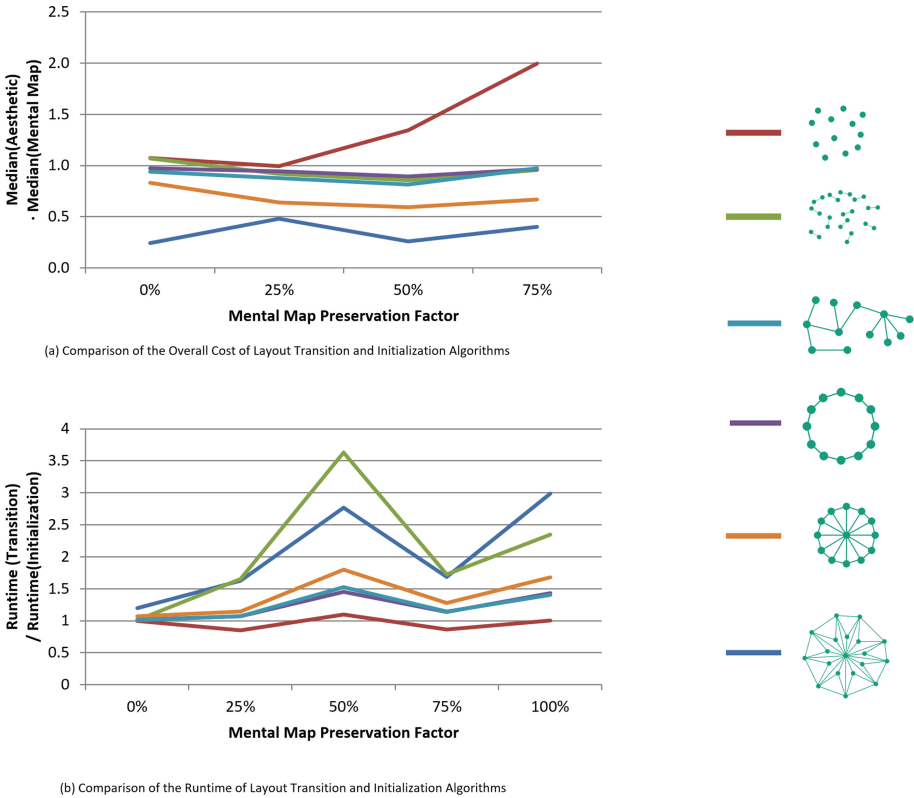 2.5
2.0
1.5
1.0
0.5
0.0
Median(Aesthetic)
· Median(Mental Map)
0% 25% 50% 75%
Mental Map Preservation Factor
(a) Comparison of the Overall Cost of Layout Transition and Initialization Algorithms
4
3.5
3
2.5
2
1.5
1
0.5
0
Runtime (Transition)
/ Runtime(Initialization)
0% 25% 50% 75% 100%
Mental Map Preservation Factor
(b) Comparison of the Runtime of Layout Transition and Initialization Algorithms